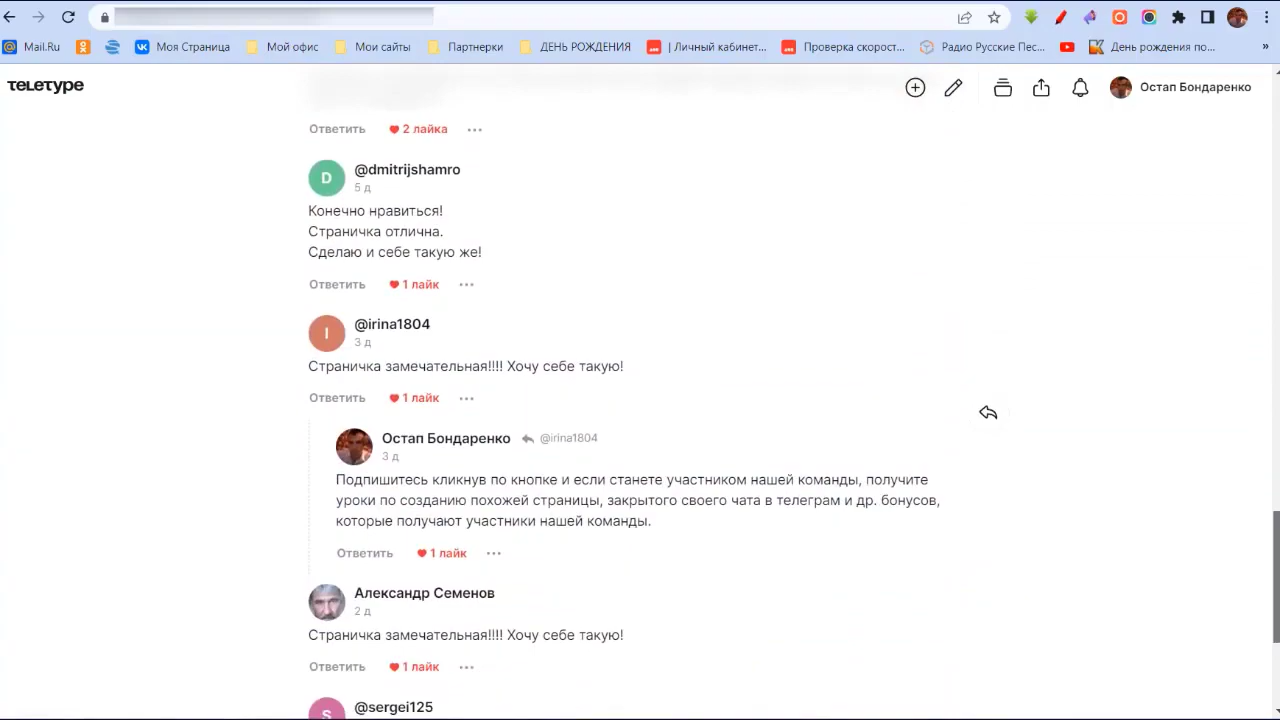 Mail.Ru
Моя Страница
Мой офис
Мои сайты
Партнерки
ДЕНЬ РОЖДЕНИЯ
| Личный кабинет...
Проверка скорост...
Радио Русские Пес...
День рождения по...
»
TELETYPE
Остап Бондаренко
Ответить
2 лайка
D
@dmitrijshamro
5 д
Конечно нравиться!
Страничка отлична.
Сделаю и себе такую же!
Ответить
1 лайк
I
@irina1804
3 д
Страничка замечательная!!!! Хочу себе такую!
Ответить
1 лайк
Остап Бондаренко
@irina1804
3 д
Подпишитесь кликнув по кнопке и если станете участником нашей команды, получите
уроки по созданию похожей страницы, закрытого своего чата в телеграм и др. бонусов,
которые получают участники нашей команды.
Ответить
1 лайк
Александр Семенов
2 д
Страничка замечательная!!!! Хочу себе такую!
Ответить
1 лайк
S
@sergei125